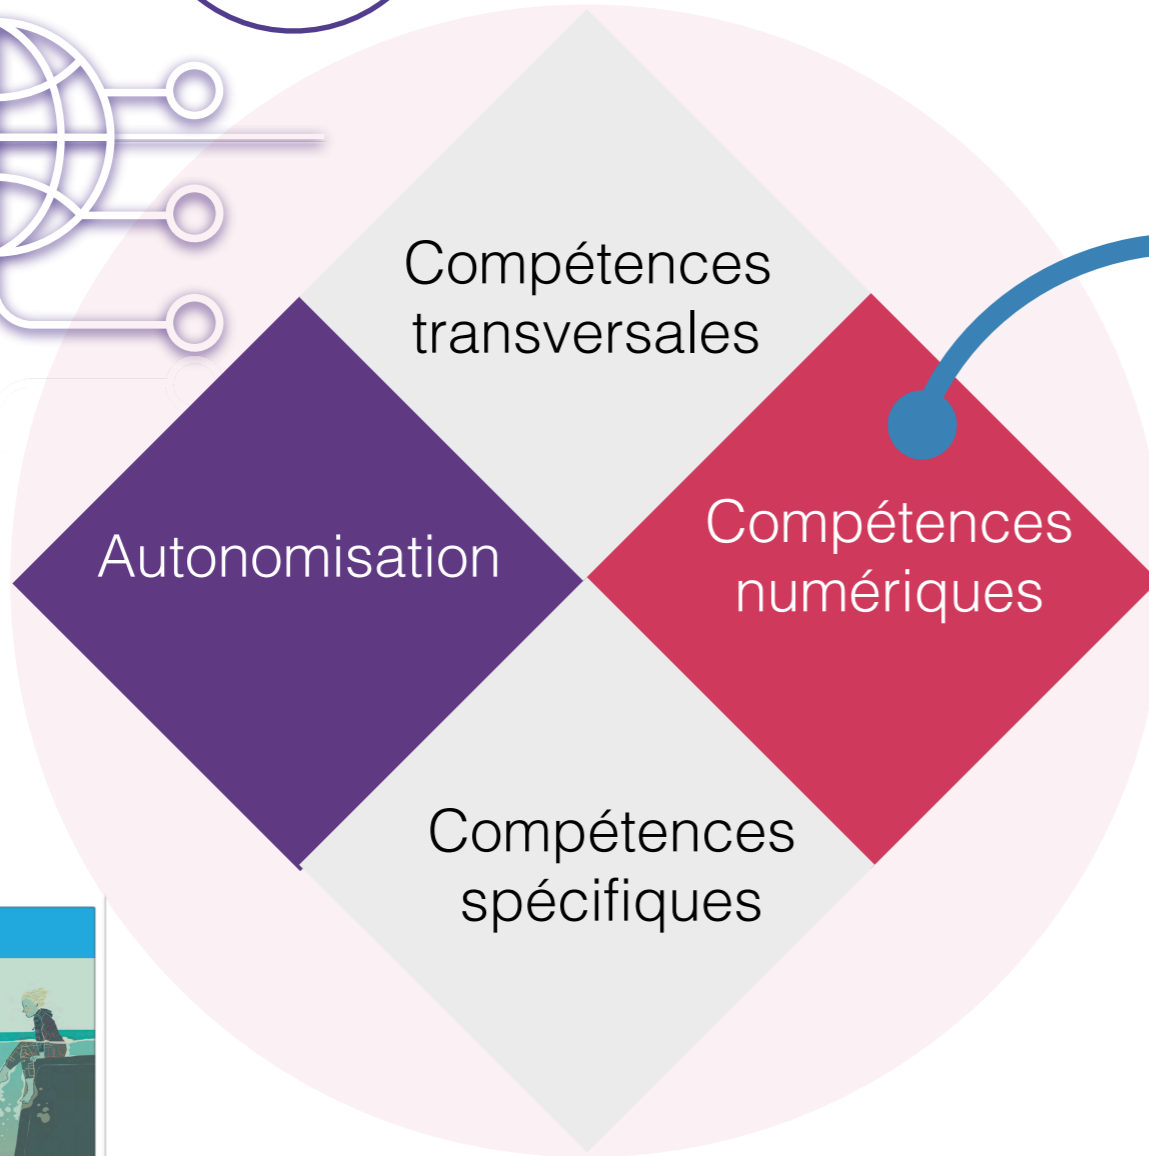 Compétences
transversales
Autonomisation
Compétences
numériques
Compétences
spécifiques